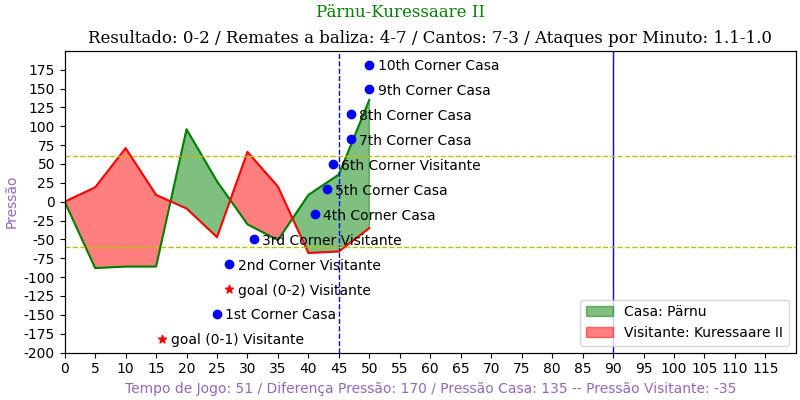 Pärnu-Kuressaare II
Resultado: 0-2 / Remates a baliza: 4-7 / Cantos: 7-3 / Ataques por Minuto: 1.1-1.0
Pressão
175
150
125
100
75
50
25
0
-25
-50
-75
-100
-125
-150
-175
-200
10th Corner Casa
9th Corner Casa
8th Corner Casa
7th Corner Casa
6th Corner Visitante
5th Corner Casa
4th Corner Casa
3rd Corner Visitante
2nd Corner Visitante
goal (0-2) Visitante
1st Corner Casa
goal (0-1) Visitante
Casa: Pärnu
Visitante: Kuressaare II
0 5 10 15 20 25 30 35 40 45 50 55 60 65 70 75 80 85 90 95 100 105 110 115
Tempo de Jogo: 51 / Diferença Pressão: 170 / Pressão Casa: 135 -- Pressão Visitante: -35